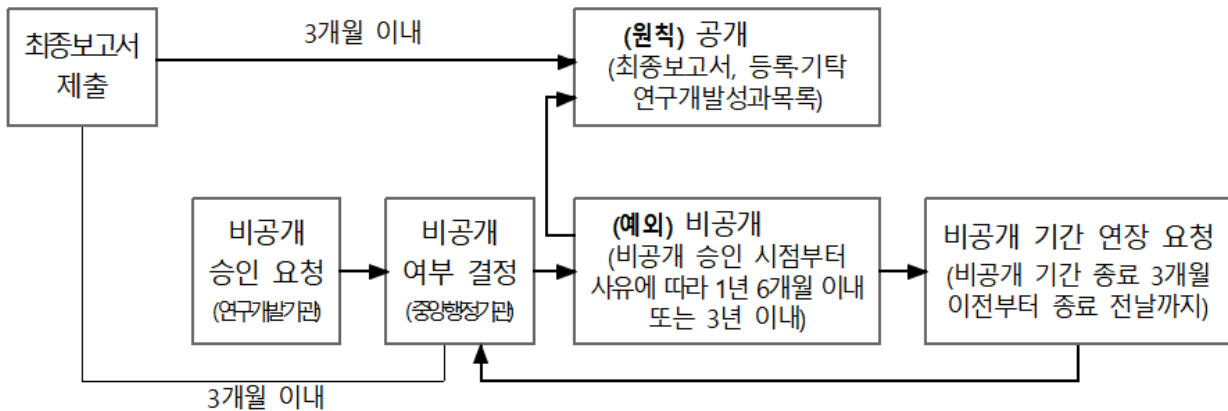 최종보고서
제출
3개월 이내
(원칙) 공개
(최종보고서, 등록·기탁
연구개발성과목록)
비공개
승인 요청
(연구개발기관)
비공개
여부 결정
(중앙행정기관)
(예외) 비공개
(비공개 승인 시점부터
사유에 따라 1년 6개월 이내
또는 3년 이내)
비공개 기간 연장 요청
(비공개 기간 종료 3개월
이전부터 종료 전날까지)
3개월 이내